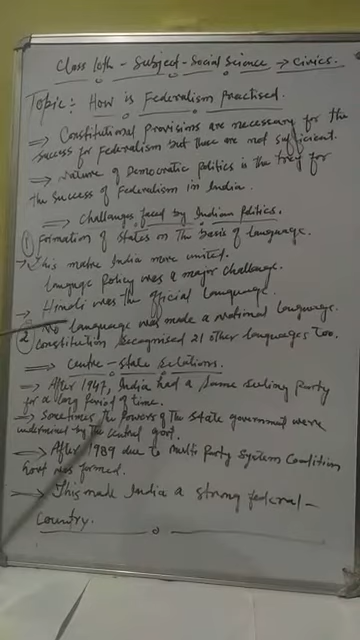 Class 10th - Subject - Social Science → Civics.
Topic: How is Federalism Practised.
⇒ Constitutional Provisions are necessary for the
success for Federalism but these are not sufficient.
⇒ Nature of Democratic Politics is the key for
the success of Federalism in India.
⇒ Challenges faced by Indian Politics.
① Formation of States on the basis of Language.
→ This make India more united.
Language Policy was a major challenge.
→ Hindi was the official Language.
② No language was made a National Language.
Constitution Recognised 21 other languages too.
⇒ Centre-State Relations.
⇒ After 1947, India had a Same Ruling Party
for a long Period of time.
⇒ Sometimes the Powers of the State government were
undermined by the Central govt.
⇒ After 1989 due to Multi Party System Coalition
Govt was formed.
⇒ This made India a strong federal-
Country.